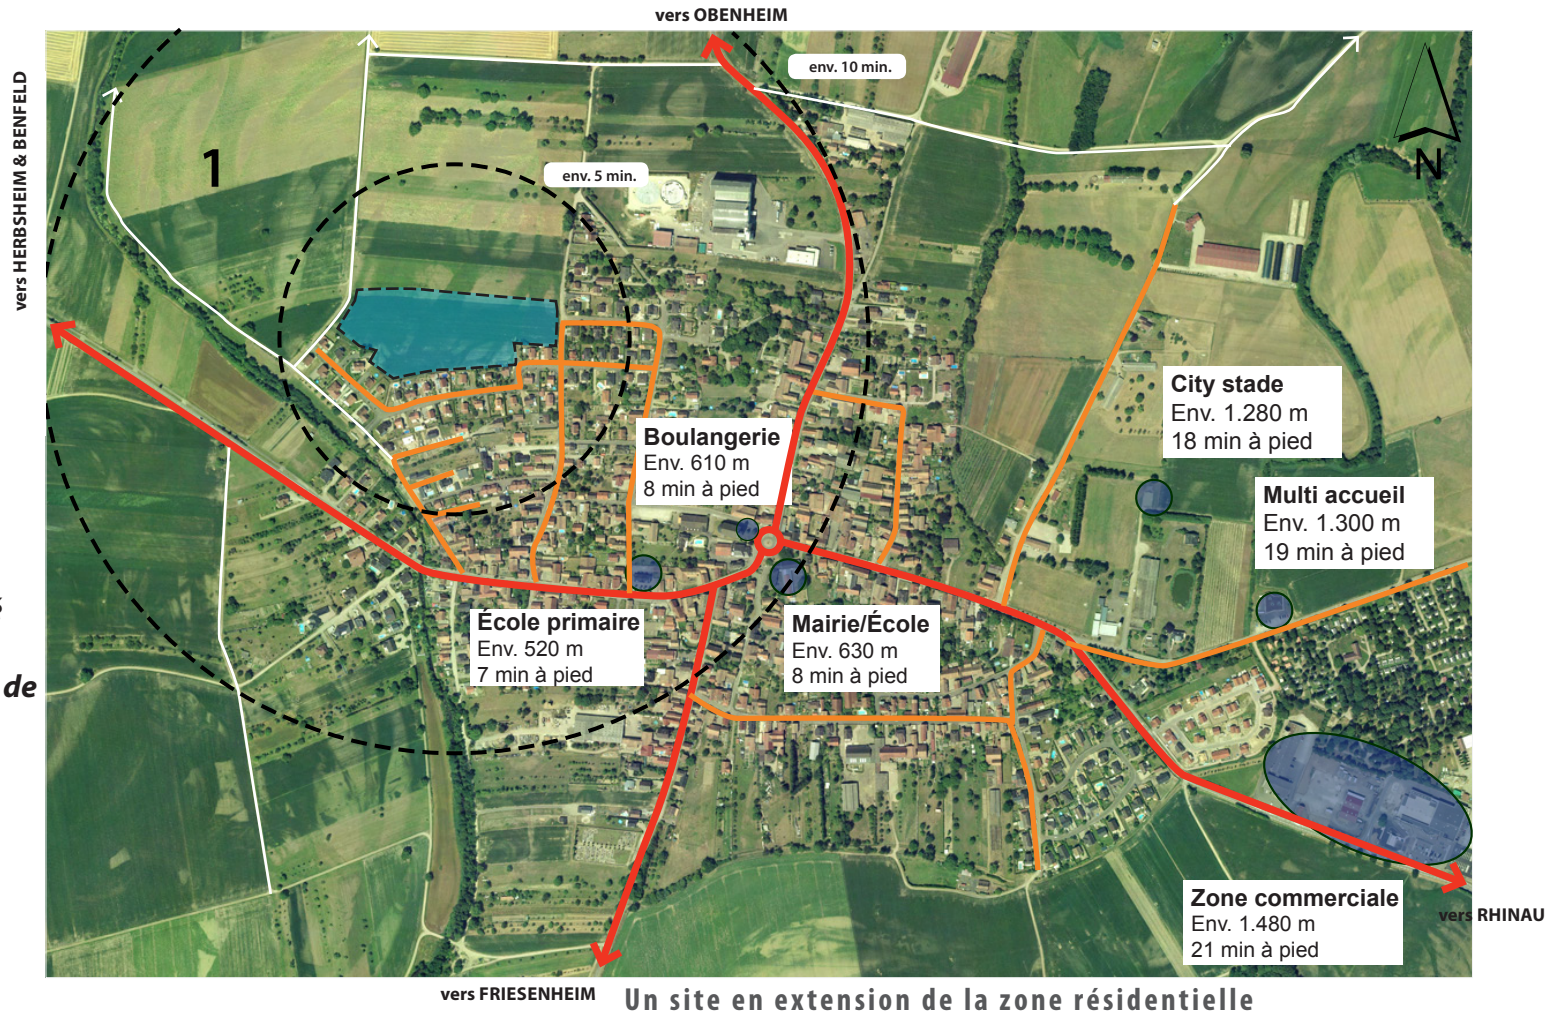 vers OBENHEIM
env. 10 min.
vers HERBSHEIM & BENFELD
1
env. 5 min.
N
City stade
Env. 1.280 m
18 min à pied
Boulangerie
Env. 610 m
8 min à pied
Multi accueil
Env. 1.300 m
19 min à pied
École primaire
Env. 520 m
7 min à pied
Mairie/École
Env. 630 m
8 min à pied
s
de
Zone commerciale
Env. 1.480 m
21 min à pied
vers RHINAU
vers FRIESENHEIM
Un site en extension de la zone résidentielle